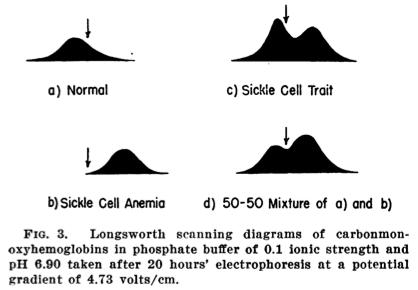 a) Normal
c) Sickle Cell Trait
b) Sickle Cell Anemia
d) 50-50 Mixture of a) and b)
FIG. 3. Longsworth scanning diagrams of carbonmon-
oxyhemoglobins in phosphate buffer of 0.1 ionic strength and
pH 6.90 taken after 20 hours' electrophoresis at a potential
gradient of 4.73 volts/cm.